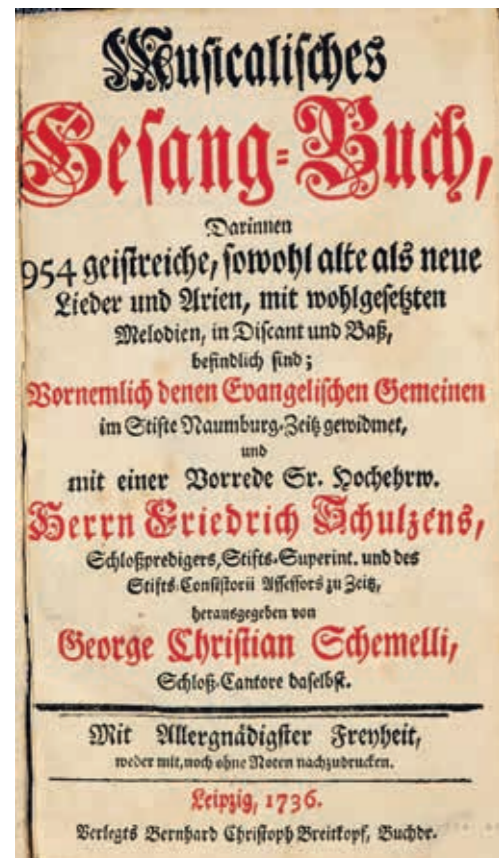 Musicalisches
Gesang-Buch,
Darinnen
954 geistreiche, sowohl alte als neue
Lieder und Arien, mit wohlgesetzten
Melodien, in Discant und Baß,
befindlich sind;
Vornemlich denen Evangelischen Gemeinen
im Stifte Naumburg-Zeitz gewidmet,
und
mit einer Vorrede Sr. Hochehrw.
Herrn Friedrich Schulzens,
Schloßpredigers, Stifts-Superint. und des
Stifts-Consistorii Assessors zu Zeitz,
herausgegeben von
George Christian Schemelli,
Schloß-Cantore daselbst.
Mit Allergnädigster Freyheit,
weder mit, noch ohne Noten nachzudrucken.
Leipzig, 1736.
Verlegts Bernhard Christoph Breitkopf, Buchdr.